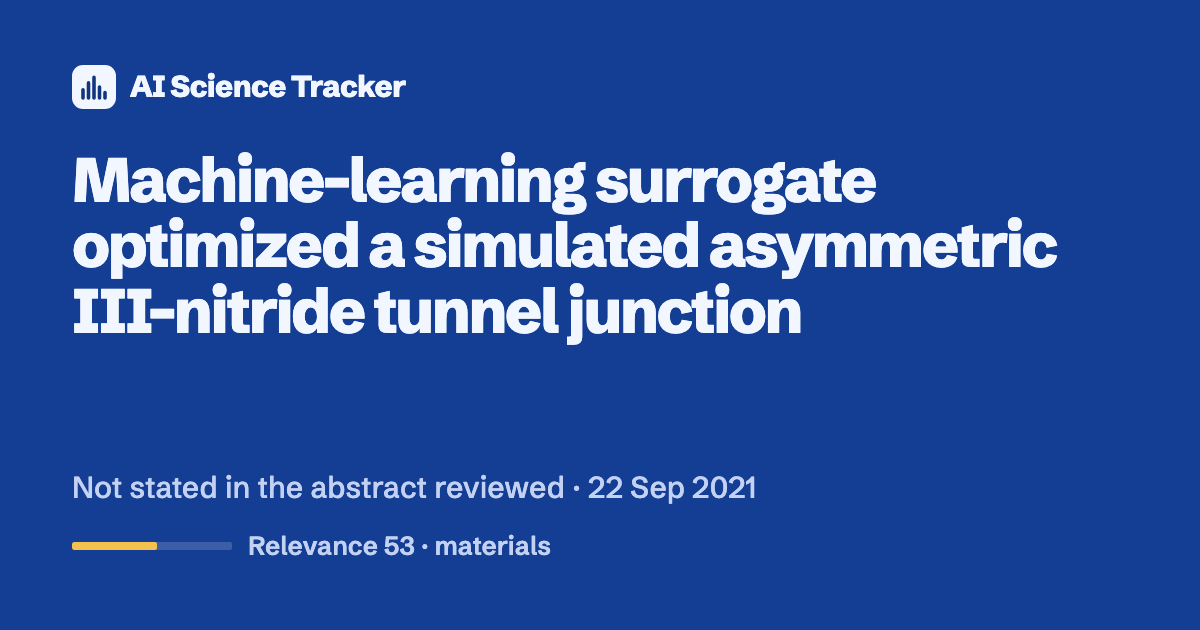 AI Science Tracker
Machine-learning surrogate
optimized a simulated asymmetric
III-nitride tunnel junction
Not stated in the abstract reviewed · 22 Sep 2021
Relevance 53 · materials